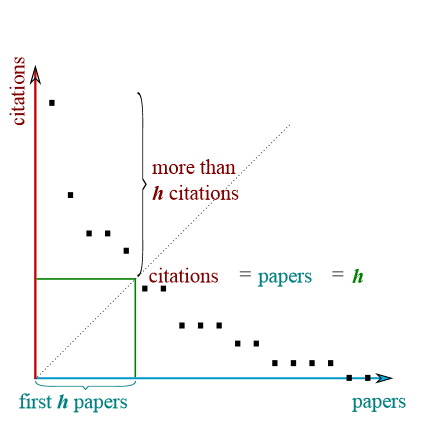 citations
more than
h citations
citations = papers = h
first h papers
papers